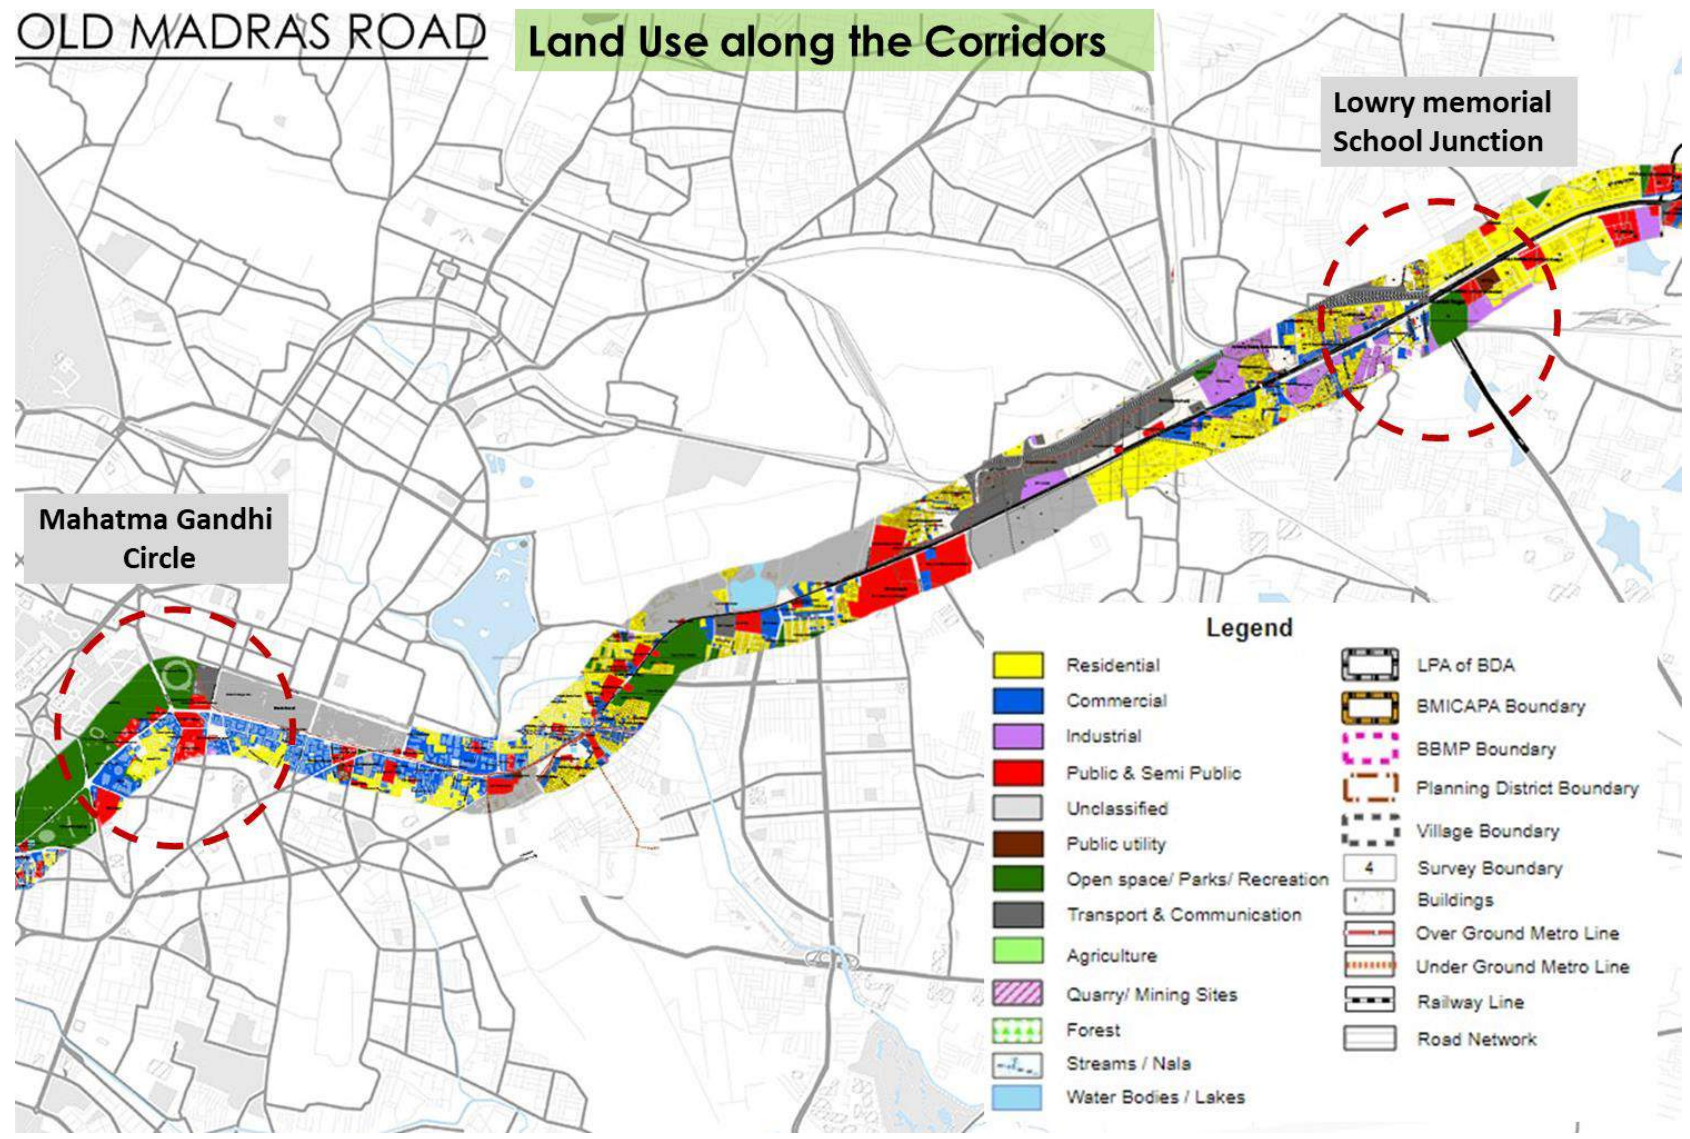 OLD MADRAS ROAD
Land Use along the Corridors
Lowry memorial
School Junction
Mahatma Gandhi
Circle
Legend
Residential
Commercial
Industrial
Public & Semi Public
Unclassified
Public utility
Open space/ Parks/ Recreation
Transport & Communication
Agriculture
Quarry/ Mining Sites
Forest
Streams / Nala
Water Bodies / Lakes
LPA of BDA
BMICAPA Boundary
BBMP Boundary
Planning District Boundary
Village Boundary
4
Survey Boundary
Buildings
Over Ground Metro Line
Under Ground Metro Line
Railway Line
Road Network